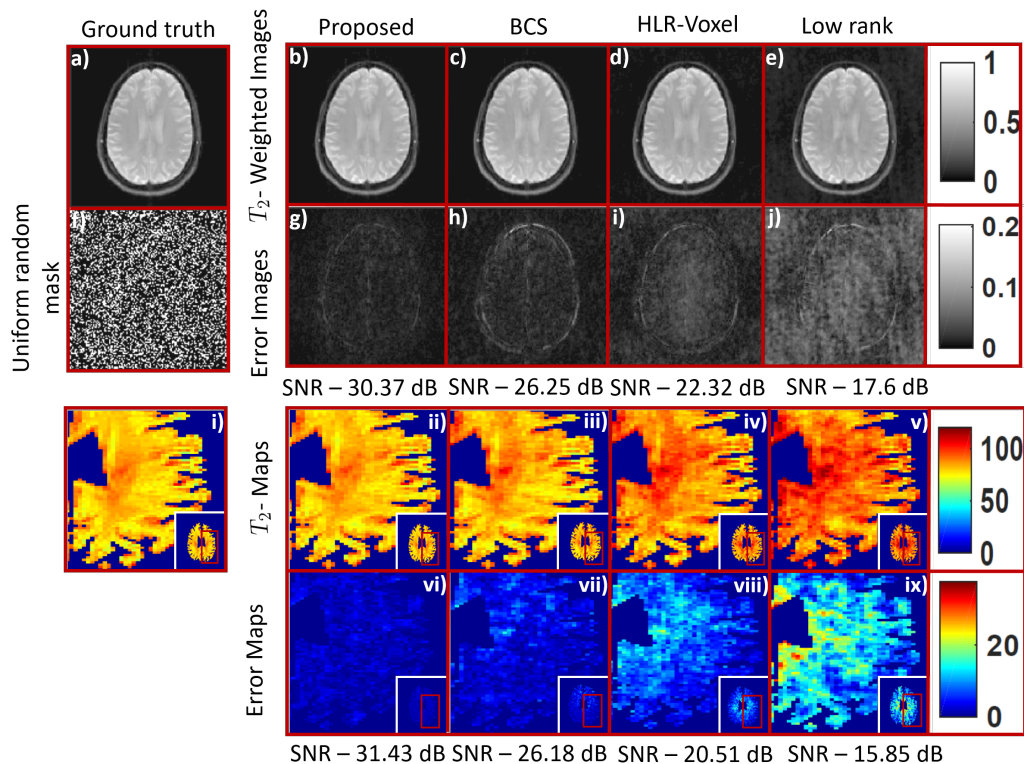 Ground truth
Proposed
BCS
HLR-Voxel
Low rank
T₂- Weighted Images
a)
b)
c)
d)
e)
1
0.5
0
Uniform random
mask
Error Images
g)
h)
i)
j)
0.2
0.1
0
SNR – 30.37 dB
SNR – 26.25 dB
SNR – 22.32 dB
SNR – 17.6 dB
T₂- Maps
i)
ii)
iii)
iv)
v)
100
50
0
Error Maps
vi)
vii)
viii)
ix)
20
0
SNR – 31.43 dB
SNR – 26.18 dB
SNR – 20.51 dB
SNR – 15.85 dB